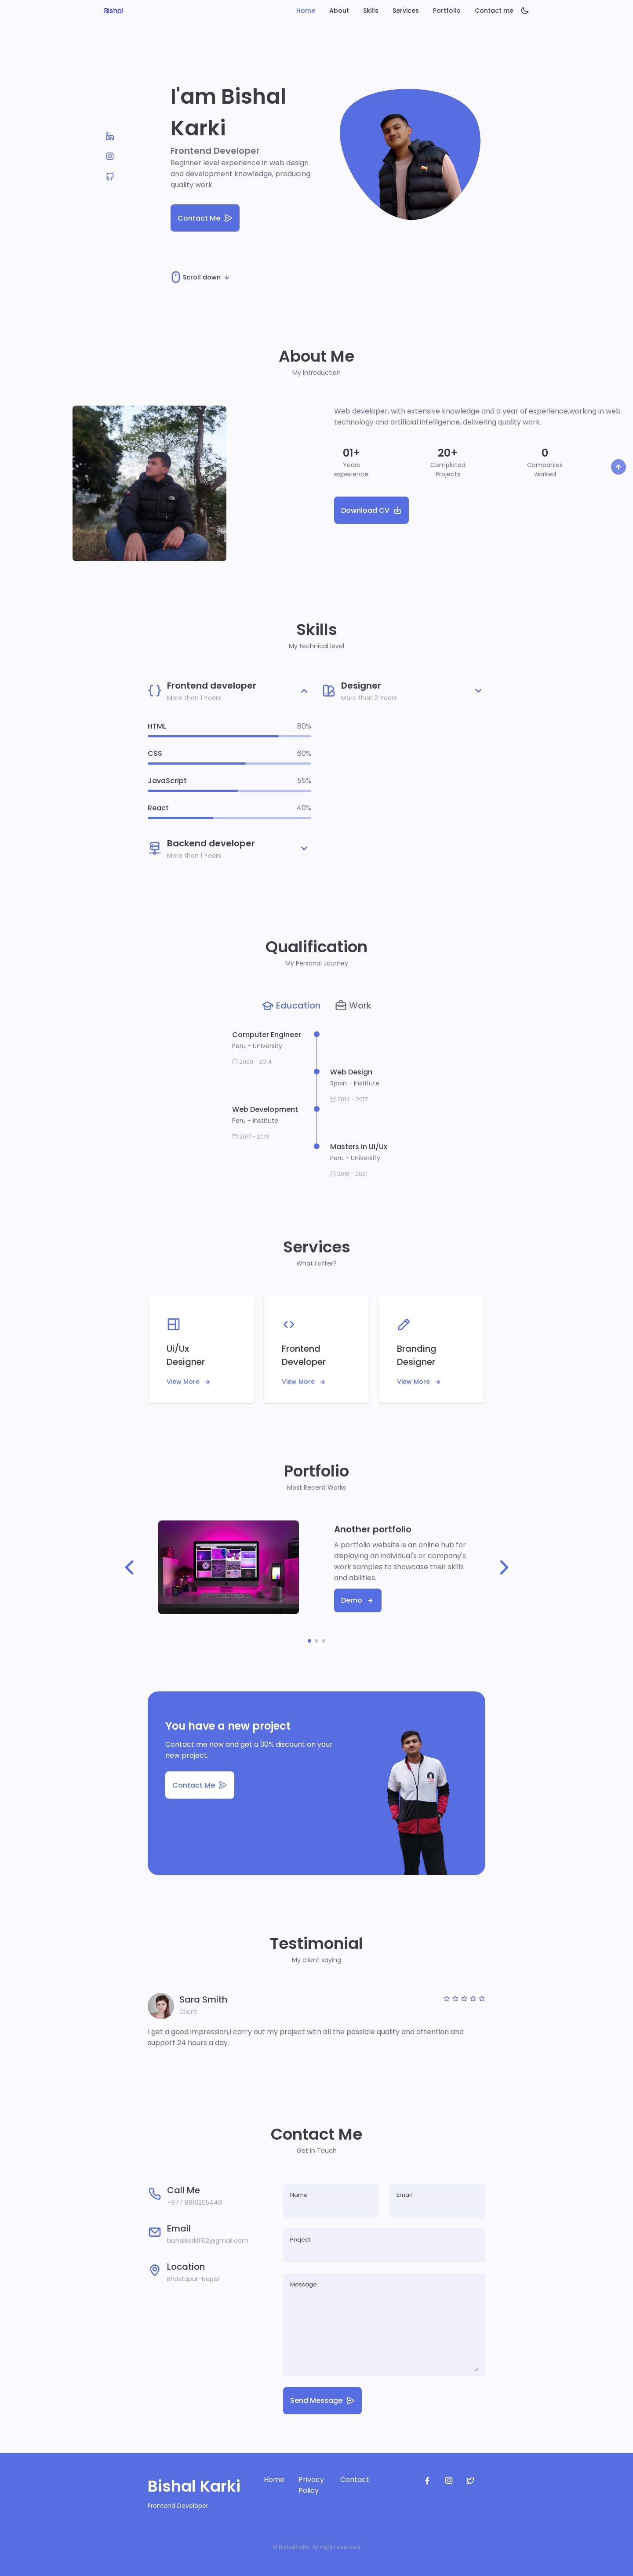 Bishal
Home About Skills Services Portfolio Contact me
I'am Bishal
Karki
Frontend Developer
Beginner level experience in web design
and development knowledge, producing
quality work.
Contact Me
Scroll down
About Me
My introduction
Web developer, with extensive knowledge and a year of experience,working in web
technology and artificial intelligence, delivering quality work.
01+ 20+ 0
Years Completed Companies
experience Projects worked
Download CV
Skills
My technical level
Frontend developer
More than 1 Years
Designer
More than 2 Years
HTML 80%
CSS 60%
JavaScript 55%
React 40%
Backend developer
More than 1 Years
Qualification
My Personal Journey
Education Work
Computer Engineer
Peru - University
2009 - 2014
Web Design
Spain - Institute
2014 - 2017
Web Development
Peru - Institute
2017 - 2019
Masters in Ui/Ux
Peru - University
2019 - 2021
Services
What i offer?
Ui/Ux
Designer
View More
Frontend
Developer
View More
Branding
Designer
View More
Portfolio
Most Recent Works
Another portfolio
A portfolio website is an online hub for
displaying an individual's or company's
work samples to showcase their skills
and abilities.
Demo
You have a new project
Contact me now and get a 30% discount on your
new project.
Contact Me
Testimonial
My client saying
Sara Smith
Client
I get a good impression,I carry out my project with all the possible quality and attention and
support 24 hours a day.
Contact Me
Get In Touch
Call Me
+977 9818205449
Email
bishalkarki1102@gmail.com
Location
Bhaktapur-Nepal
Name
Email
Project
Message
Send Message
Bishal Karki
Frontend Developer
Home Privacy Contact
Policy
© BishalKarki. All right reserved.